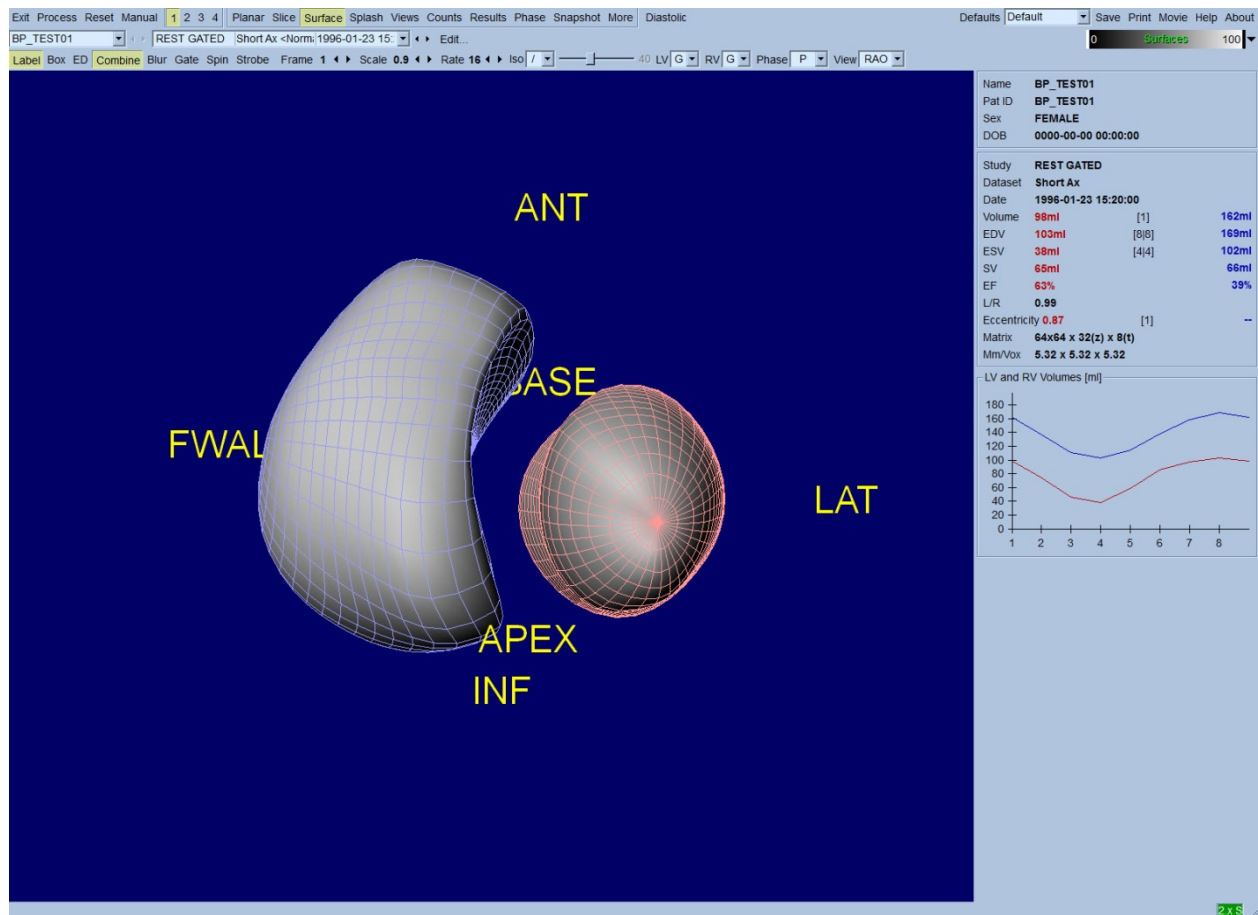 Exit Process Reset Manual 1 2 3 4 Planar Slice Surface Splash Views Counts Results Phase Snapshot More Diastolic Defaults Default Save Print Movie Help About
BP_TEST01 REST GATED Short Ax <Norm: 1996-01-23 15: Edit... 0 Surfaces 100
Label Box ED Combine Blur Gate Spin Strobe Frame 1 Scale 0.9 Rate 16 Iso / 40 LV G RV G Phase P View RAO
Name BP_TEST01
Pat ID BP_TEST01
Sex FEMALE
DOB 0000-00-00 00:00:00
Study REST GATED
Dataset Short Ax
Date 1996-01-23 15:20:00
Volume 98ml [1] 162ml
EDV 103ml [8|8] 169ml
ESV 38ml [4|4] 102ml
SV 65ml 66ml
EF 63% 39%
L/R 0.99
Eccentricity 0.87 [1] --
Matrix 64x64 x 32(z) x 8(t)
Mm/Vox 5.32 x 5.32 x 5.32
LV and RV Volumes [ml]
180
160
140
120
100
80
60
40
20
0
1 2 3 4 5 6 7 8
ANT
BASE
FWAL
LAT
APEX
INF
2 x S